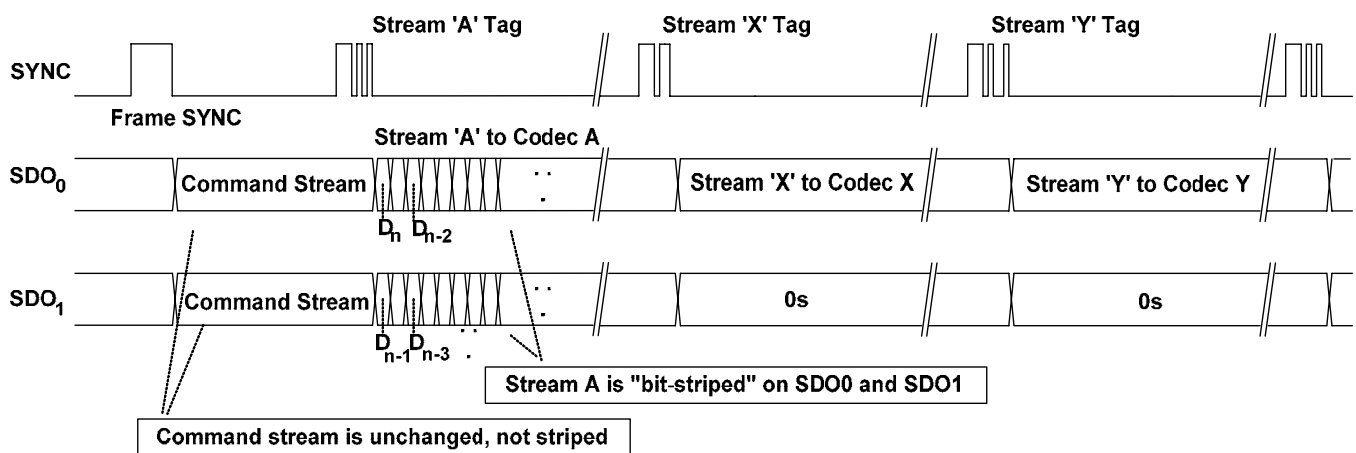 Stream 'A' Tag
Stream 'X' Tag
Stream 'Y' Tag
SYNC
Frame SYNC
Stream 'A' to Codec A
SDO0
Command Stream
. .
.
Stream 'X' to Codec X
Stream 'Y' to Codec Y
Dn
Dn-2
SDO1
Command Stream
. .
.
0s
0s
Dn-1
Dn-3
. .
.
Stream A is "bit-striped" on SDO0 and SDO1
Command stream is unchanged, not striped